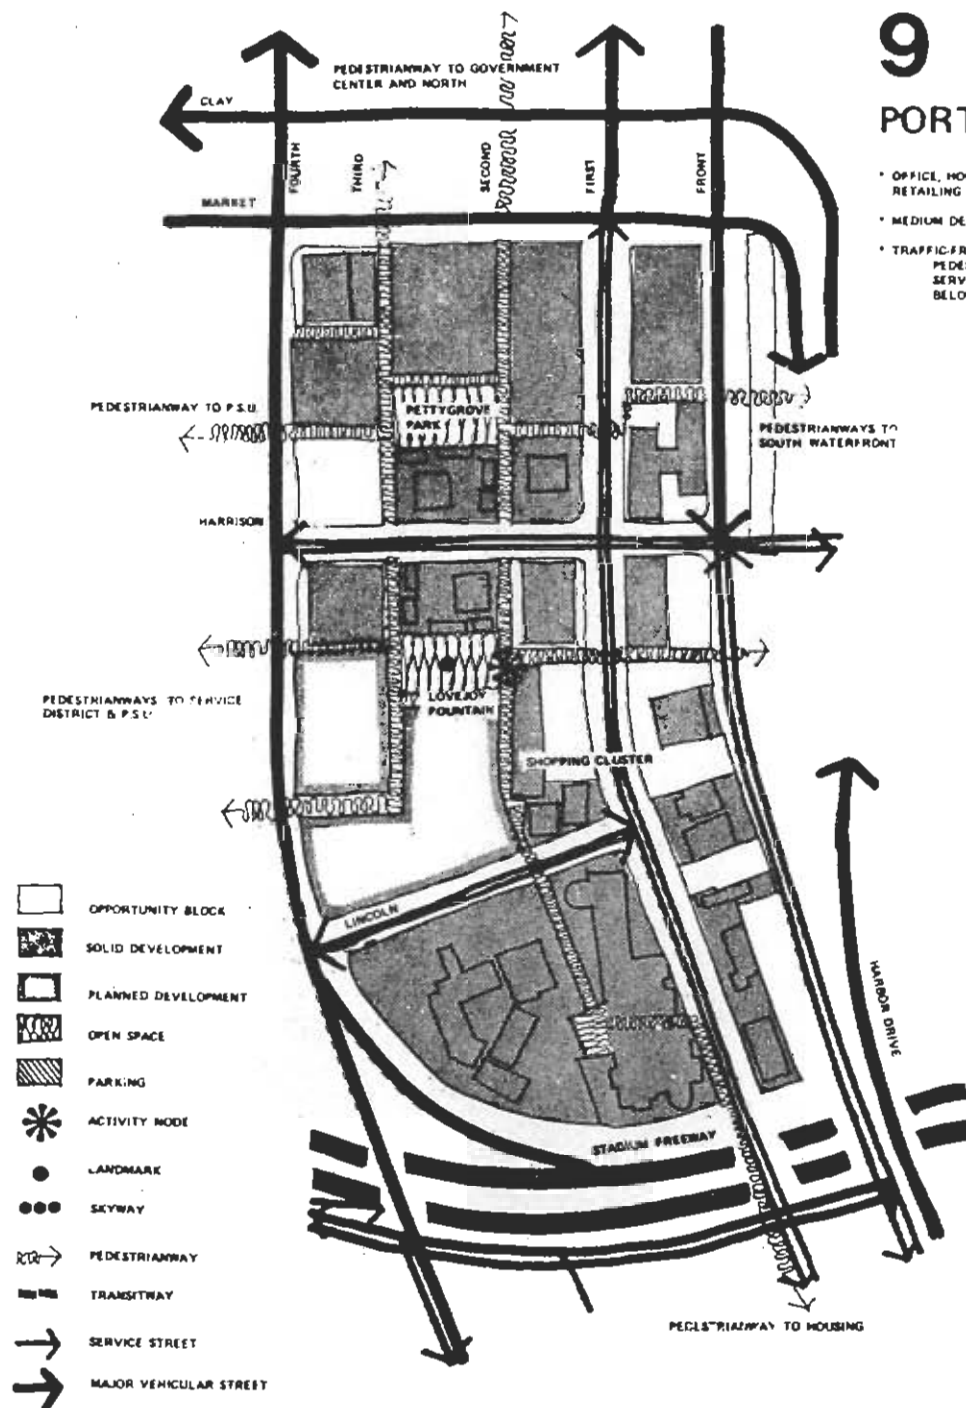 9
PORT
* OFFICE, HO
RETAILING
* MEDIUM DE
* TRAFFIC-FR
PEDES
SERV
BELO
PEDESTRIANWAY TO GOVERNMENT
CENTER AND NORTH
CLAY
FOURTH
THIRD
SECOND
FIRST
FRONT
MARKET
PEDESTRIANWAY TO P.S.U.
PETTYGROVE
PARK
PEDESTRIANWAYS TO
SOUTH WATERFRONT
HARRISON
PEDESTRIANWAYS TO SERVICE
DISTRICT & P.S.U
LOVEJOY
FOUNTAIN
SHOPPING CLUSTER
LINCOLN
HARBOR DRIVE
STADIUM FREEWAY
PEDESTRIANWAY TO HOUSING
OPPORTUNITY BLOCK
SOLID DEVELOPMENT
PLANNED DEVELOPMENT
OPEN SPACE
PARKING
ACTIVITY NODE
LANDMARK
SKYWAY
PEDESTRIANWAY
TRANSITWAY
SERVICE STREET
MAJOR VEHICULAR STREET